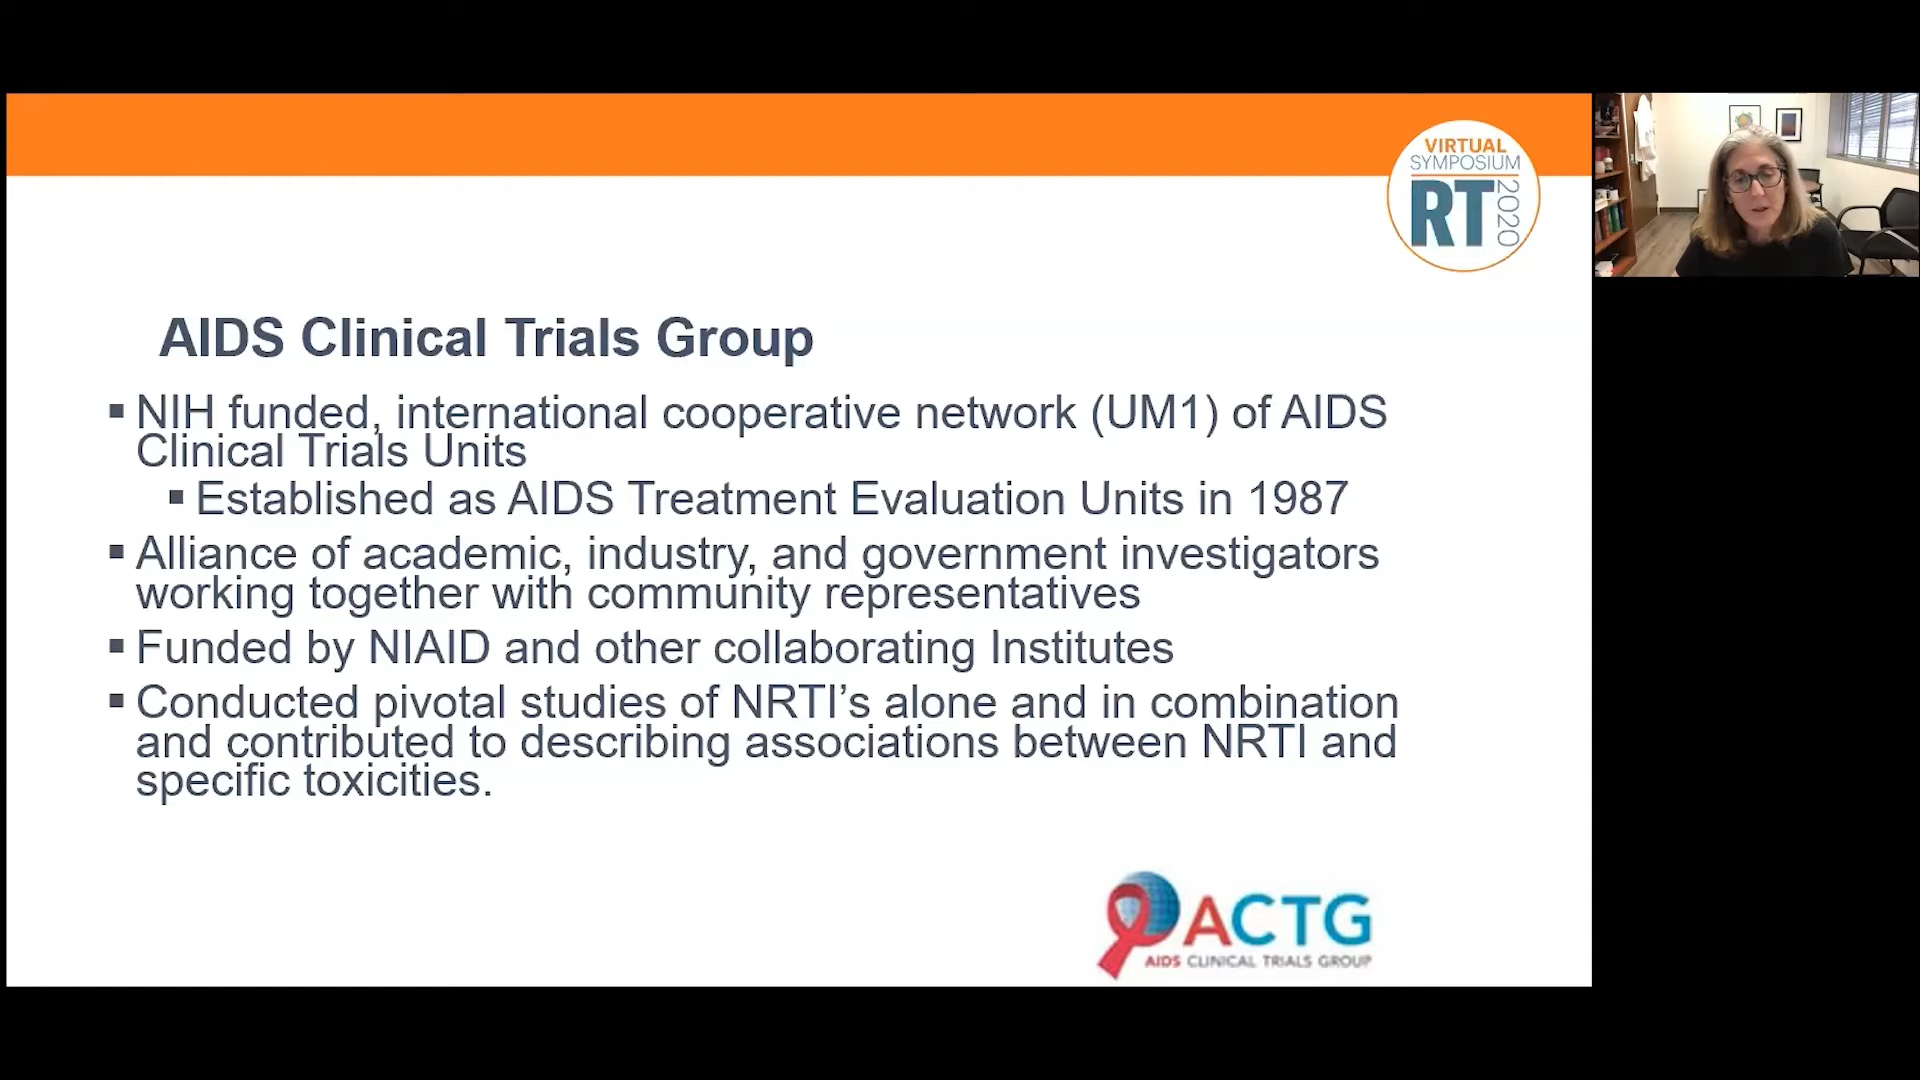 VIRTUAL
SYMPOSIUM
RT 2020
AIDS Clinical Trials Group
▪ NIH funded, international cooperative network (UM1) of AIDS
Clinical Trials Units
▪ Established as AIDS Treatment Evaluation Units in 1987
▪ Alliance of academic, industry, and government investigators
working together with community representatives
▪ Funded by NIAID and other collaborating Institutes
▪ Conducted pivotal studies of NRTI’s alone and in combination
and contributed to describing associations between NRTI and
specific toxicities.
ACTG
AIDS CLINICAL TRIALS GROUP